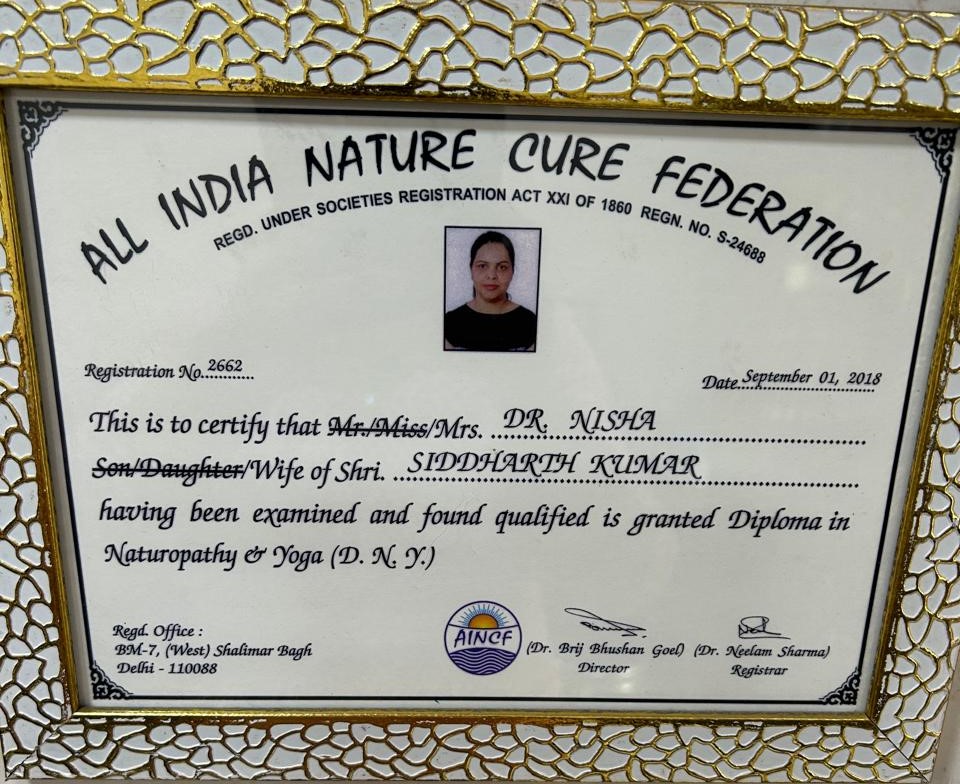 ALL INDIA NATURE CURE FEDERATION
REGD. UNDER SOCIETIES REGISTRATION ACT XXI OF 1860 REGN. NO. S-24688
Registration No. 2662
Date September 01, 2018
This is to certify that Mr./Miss/Mrs. DR. NISHA
Son/Daughter/Wife of Shri. SIDDHARTH KUMAR
having been examined and found qualified is granted Diploma in
Naturopathy & Yoga (D. N. Y.)
Regd. Office :
BM-7, (West) Shalimar Bagh
Delhi - 110088
AINCF
(Dr. Brij Bhushan Goel)
Director
(Dr. Neelam Sharma)
Registrar